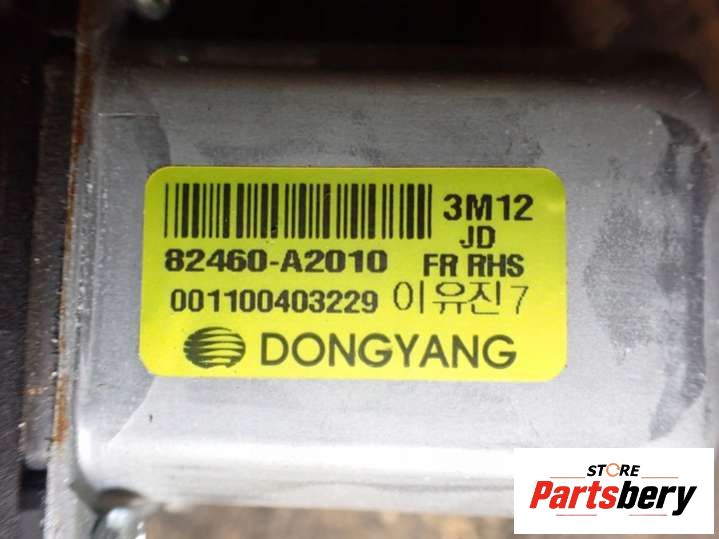 3M12
JD
82460-A2010 FR RHS
001100403229 이유진7
DONGYANG
STORE
Partsbery